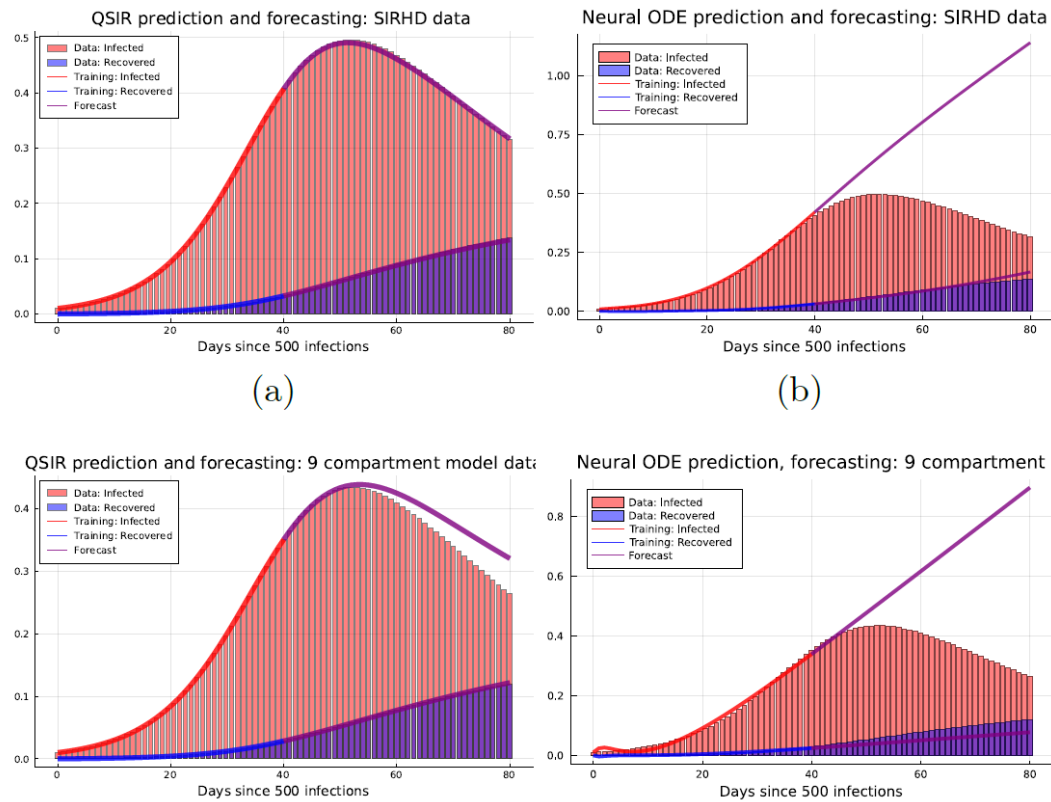 QSIR prediction and forecasting: SIRHD data
0.5
0.4
0.3
0.2
0.1
0.0
Data: Infected
Data: Recovered
Training: Infected
Training: Recovered
Forecast
0
20
40
60
80
Days since 500 infections
(a)
Neural ODE prediction and forecasting: SIRHD data
1.00
0.75
0.50
0.25
0.00
Data: Infected
Data: Recovered
Training: Infected
Training: Recovered
Forecast
0
20
40
60
80
Days since 500 infections
(b)
QSIR prediction and forecasting: 9 compartment model data
0.4
0.3
0.2
0.1
0.0
Data: Infected
Data: Recovered
Training: Infected
Training: Recovered
Forecast
0
20
40
60
80
Days since 500 infections
Neural ODE prediction, forecasting: 9 compartment
0.8
0.6
0.4
0.2
0.0
Data: Infected
Data: Recovered
Training: Infected
Training: Recovered
Forecast
0
20
40
60
80
Days since 500 infections